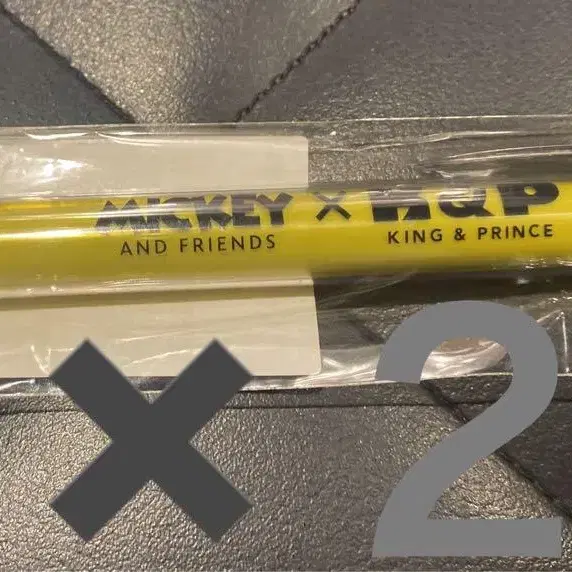 MICKEY × K&P
AND FRIENDS KING & PRINCE
× 2